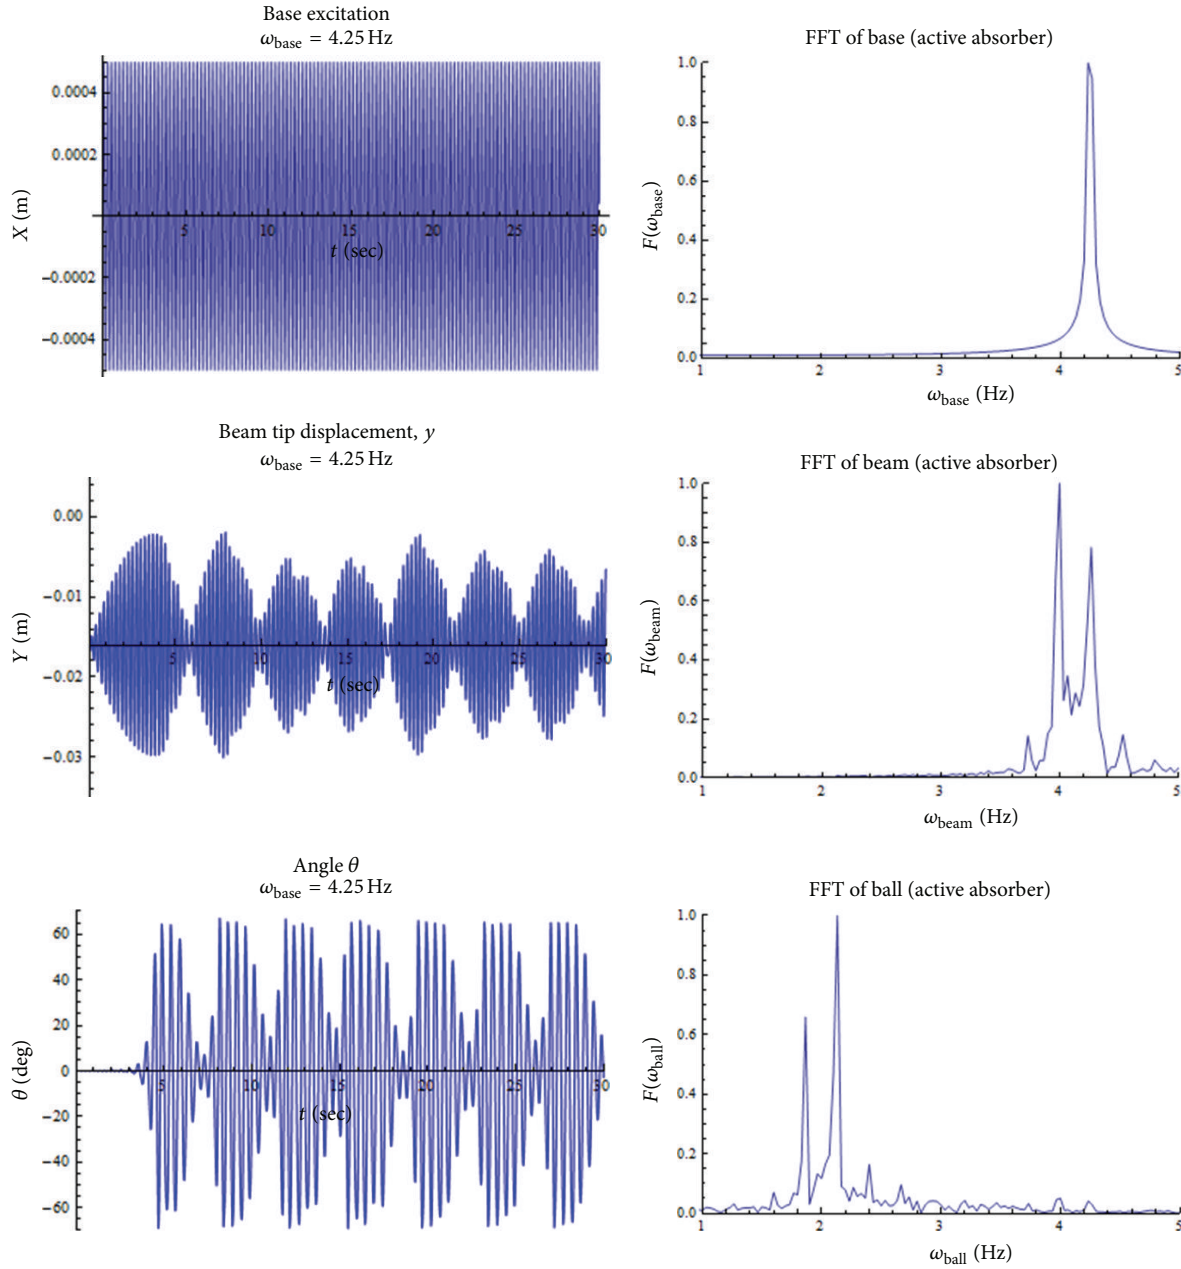 Base excitation
ω_base = 4.25 Hz
0.0004
0.0002
−0.0002
−0.0004
5 10 15 20 25 30
t (sec)
X (m)
FFT of base (active absorber)
1.0
0.8
0.6
0.4
0.2
0.0
1 2 3 4 5
F(ω_base)
ω_base (Hz)
Beam tip displacement, y
ω_base = 4.25 Hz
0.00
−0.01
−0.02
−0.03
5 10 15 20 25 30
t (sec)
Y (m)
FFT of beam (active absorber)
1.0
0.8
0.6
0.4
0.2
0.0
1 2 3 4 5
F(ω_beam)
ω_beam (Hz)
Angle θ
ω_base = 4.25 Hz
60
40
20
0
−20
−40
−60
5 10 15 20 25 30
t (sec)
θ (deg)
FFT of ball (active absorber)
1.0
0.8
0.6
0.4
0.2
0.0
1 2 3 4 5
F(ω_ball)
ω_ball (Hz)